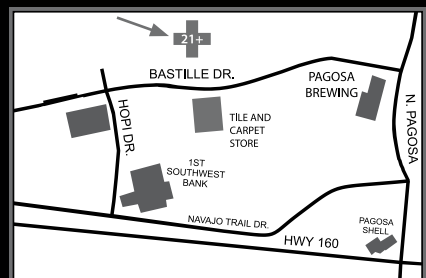 21+
BASTILLE DR.
PAGOSA
BREWING
N. PAGOSA
HOPI DR.
TILE AND
CARPET
STORE
1ST
SOUTHWEST
BANK
NAVAJO TRAIL DR.
PAGOSA
SHELL
HWY 160